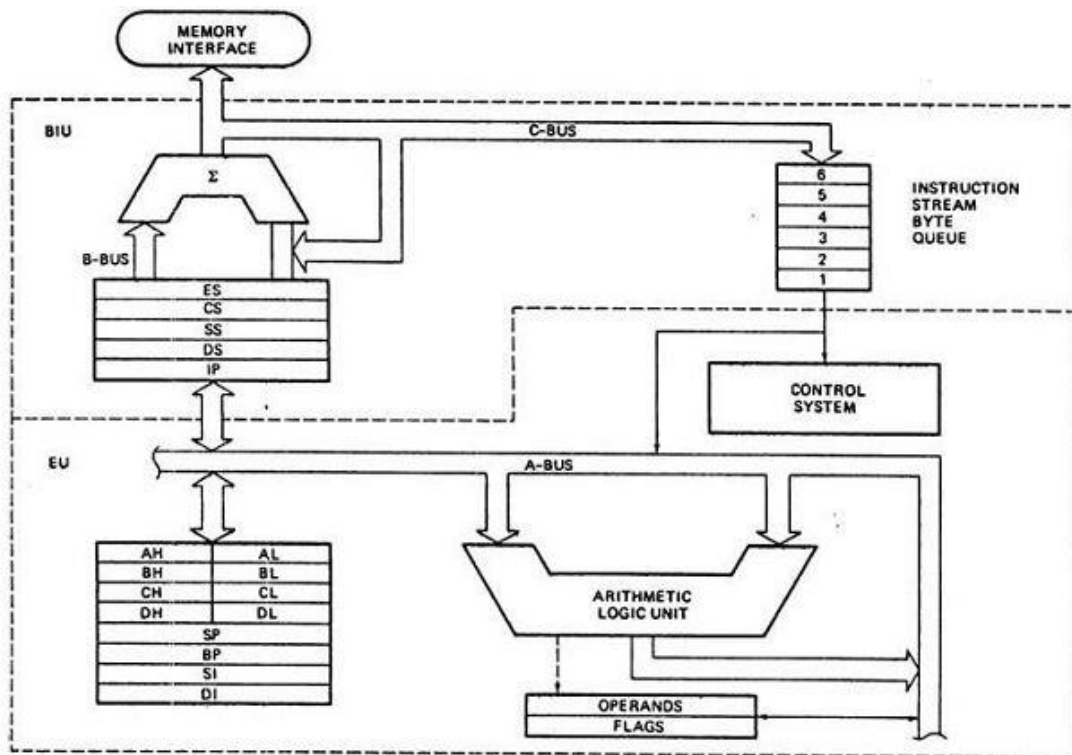 MEMORY
INTERFACE
BIU
C-BUS
Σ
6
5
4
3
2
1
INSTRUCTION
STREAM
BYTE
QUEUE
B-BUS
ES
CS
SS
DS
IP
CONTROL
SYSTEM
EU
A-BUS
AH AL
BH BL
CH CL
DH DL
SP
BP
SI
DI
ARITHMETIC
LOGIC UNIT
OPERANDS
FLAGS